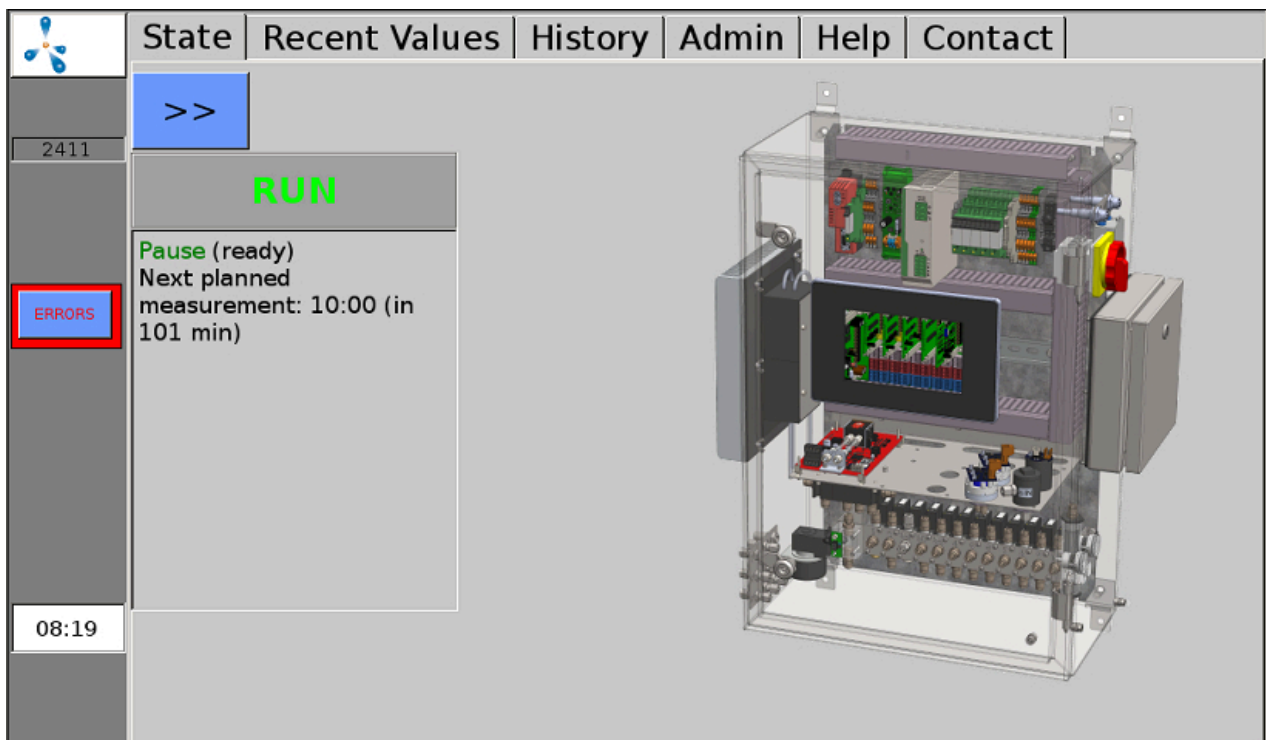 State Recent Values History Admin Help Contact
>>
2411
RUN
Pause (ready)
Next planned
measurement: 10:00 (in
101 min)
ERRORS
08:19